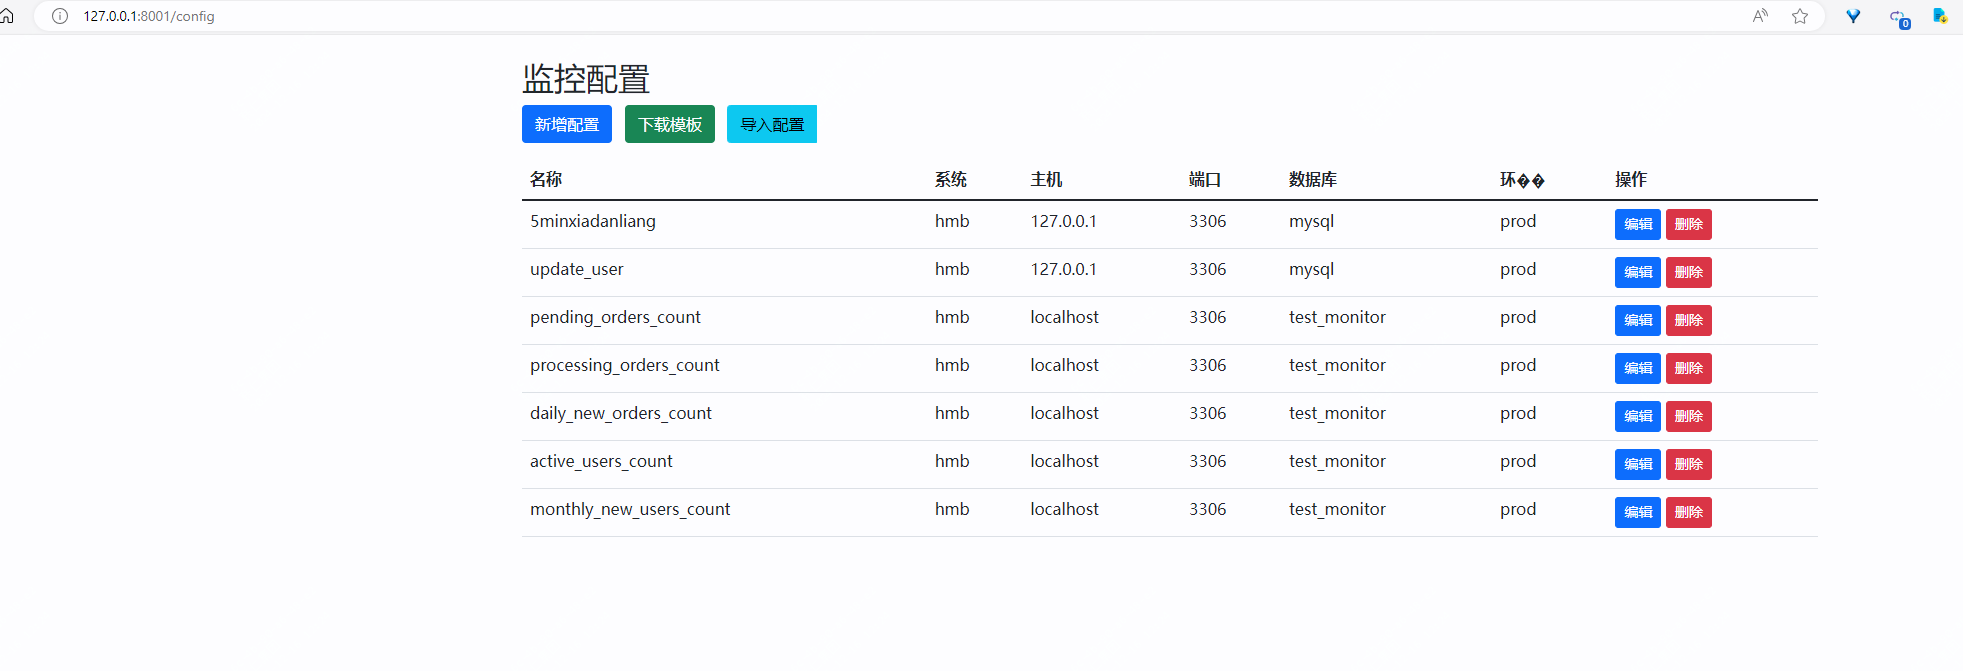 127.0.0.1:8001/config
0
监控配置
新增配置 下载模板 导入配置
名称 系统 主机 端口 数据库 环�� 操作
5minxiadanliang hmb 127.0.0.1 3306 mysql prod 编辑 删除
update_user hmb 127.0.0.1 3306 mysql prod 编辑 删除
pending_orders_count hmb localhost 3306 test_monitor prod 编辑 删除
processing_orders_count hmb localhost 3306 test_monitor prod 编辑 删除
daily_new_orders_count hmb localhost 3306 test_monitor prod 编辑 删除
active_users_count hmb localhost 3306 test_monitor prod 编辑 删除
monthly_new_users_count hmb localhost 3306 test_monitor prod 编辑 删除